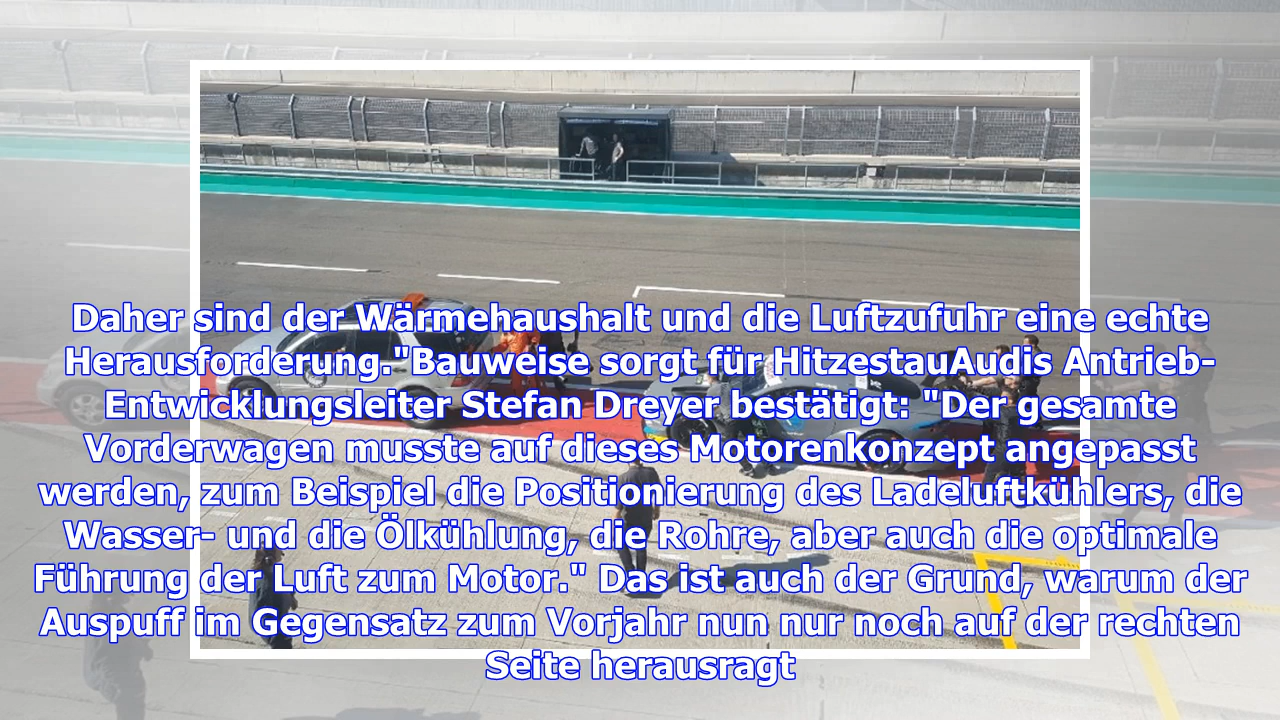 Daher sind der Wärmehaushalt und die Luftzufuhr eine echte
Herausforderung."Bauweise sorgt für HitzestauAudis Antrieb-
Entwicklungsleiter Stefan Dreyer bestätigt: "Der gesamte
Vorderwagen musste auf dieses Motorenkonzept angepasst
werden, zum Beispiel die Positionierung des Ladeluftkühlers, die
Wasser- und die Ölkühlung, die Rohre, aber auch die optimale
Führung der Luft zum Motor." Das ist auch der Grund, warum der
Auspuff im Gegensatz zum Vorjahr nun nur noch auf der rechten
Seite herausragt